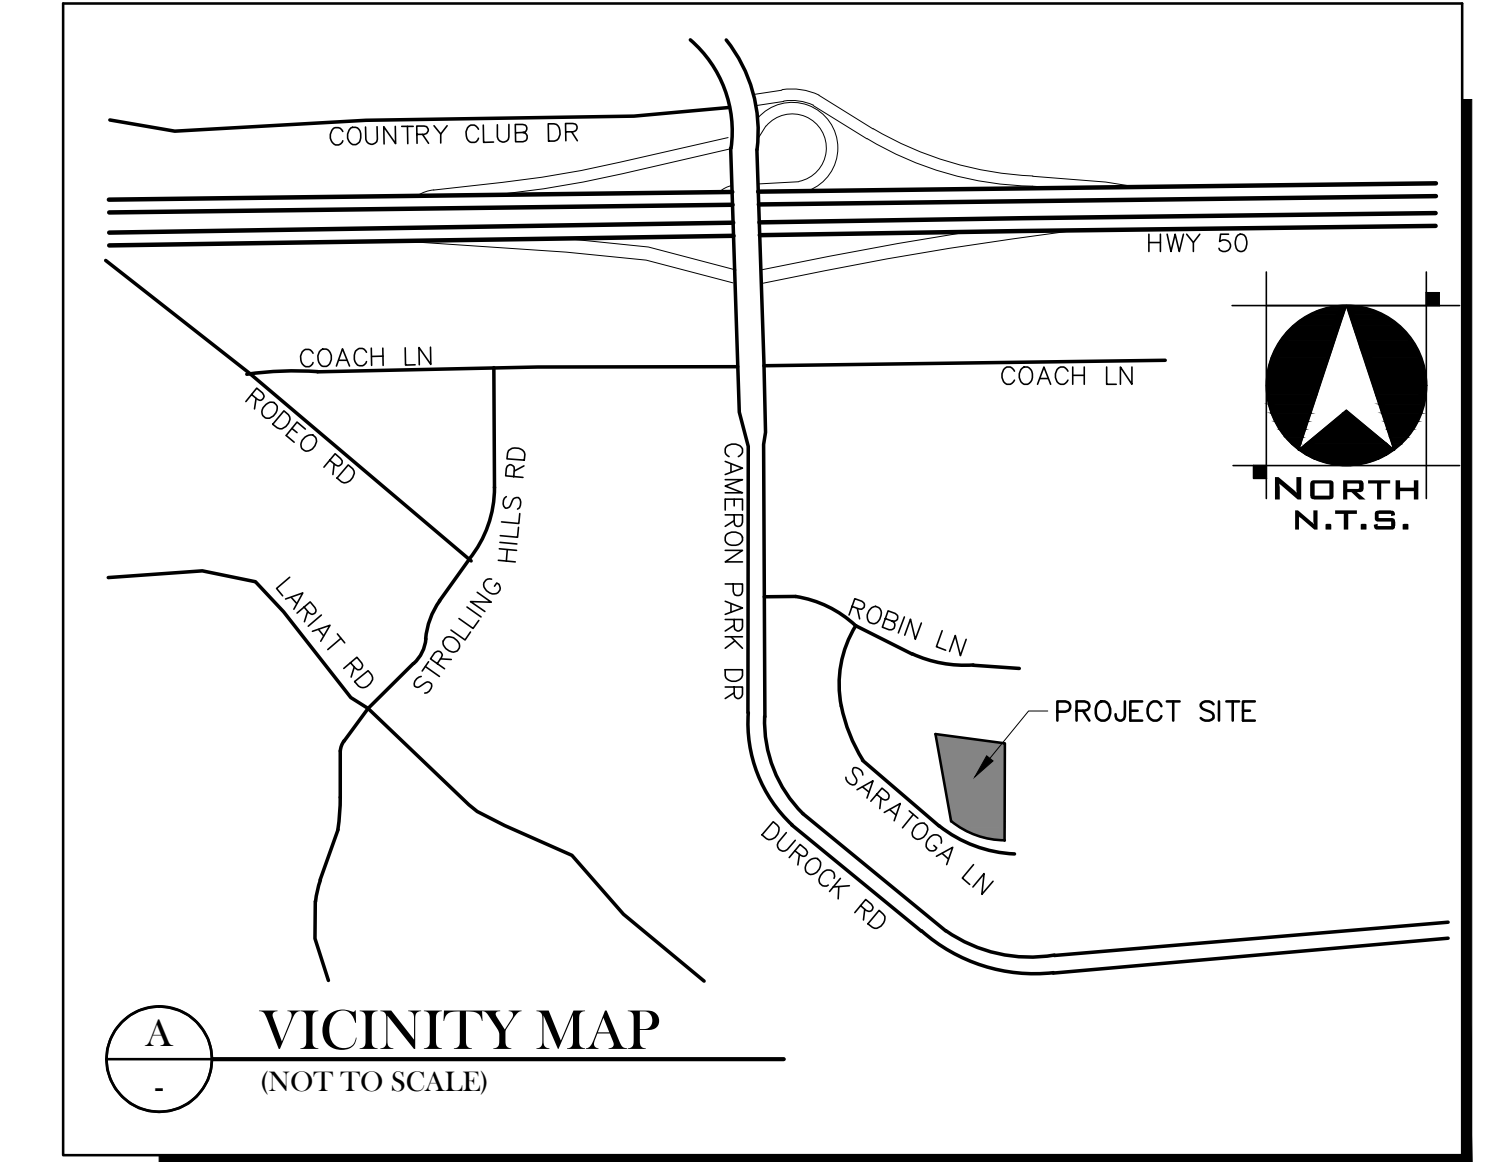 COUNTRY CLUB DR
HWY 50
COACH LN
COACH LN
RODEO RD
STROLLING HILLS RD
CAMERON PARK DR
NORTH
N.T.S.
LARIAT RD
ROBIN LN
PROJECT SITE
SARATOGA LN
DUROCK RD
A
-
VICINITY MAP
(NOT TO SCALE)